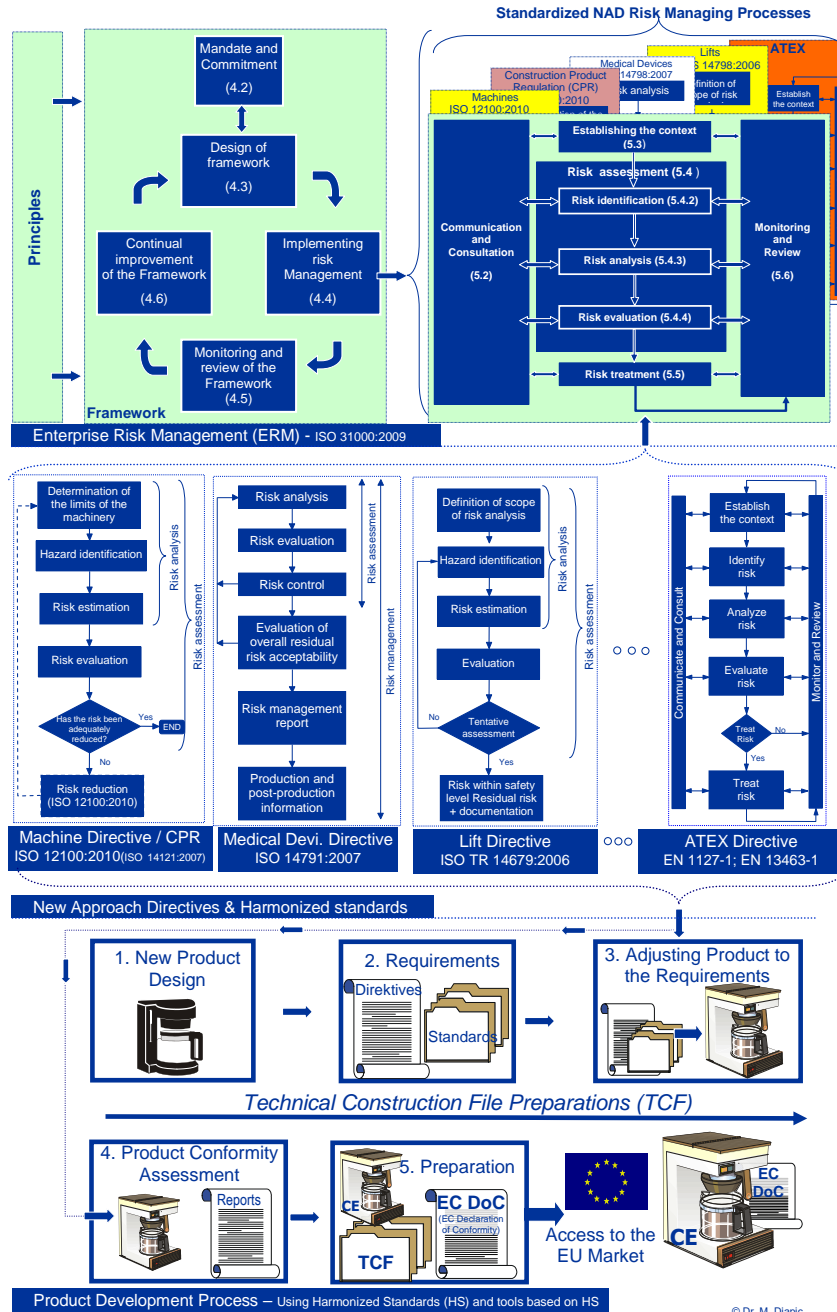 Standardized NAD Risk Managing Processes
Principles
Mandate and
Commitment
(4.2)
Design of
framework
(4.3)
Continual
improvement
of the Framework
(4.6)
Implementing
risk
Management
(4.4)
Monitoring and
review of the
Framework
(4.5)
Framework
ATEX
Establish
the context
Lifts
S 14798:2006
efinition of
ope of risk
Medical Devices
14798:2007
sk analysis
Construction Product
Regulation (CPR)
0:2010
Machines
ISO 12100:2010
Establishing the context
(5.3)
Risk assessment (5.4 )
Risk identification (5.4.2)
Communication
and
Consultation
(5.2)
Monitoring
and
Review
(5.6)
Risk analysis (5.4.3)
Risk evaluation (5.4.4)
Risk treatment (5.5)
Enterprise Risk Management (ERM) - ISO 31000:2009
Determination of
the limits of the
machinery
Hazard identification
Risk estimation
Risk evaluation
Has the risk been
adequately
reduced?
Yes
END
No
Risk reduction
(ISO 12100:2010)
Risk analysis
Risk assessment
Machine Directive / CPR
ISO 12100:2010(ISO 14121:2007)
Risk analysis
Risk evaluation
Risk control
Evaluation of
overall residual
risk acceptability
Risk management
report
Production and
post-production
information
Risk assessment
Risk management
Medical Devi. Directive
ISO 14791:2007
Definition of scope
of risk analysis
Hazard identification
Risk estimation
Evaluation
No
Tentative
assessment
Yes
Risk within safety
level Residual risk
+ documentation
Risk analysis
Risk assessment
Lift Directive
ISO TR 14679:2006
Communicate and Consult
Establish
the context
Identify
risk
Analyze
risk
Evaluate
risk
Treat
Risk
No
Yes
Treat
risk
Monitor and Review
ATEX Directive
EN 1127-1; EN 13463-1
New Approach Directives & Harmonized standards
1. New Product
Design
2. Requirements
Direktives
Standards
3. Adjusting Product to
the Requirements
Technical Construction File Preparations (TCF)
4. Product Conformity
Assessment
Reports
5. Preparation
CE
EC DoC
(EC Declaration
of Conformity)
TCF
Access to the
EU Market
CE
EC
DoC
Product Development Process – Using Harmonized Standards (HS) and tools based on HS
© Dr. M. Djapic